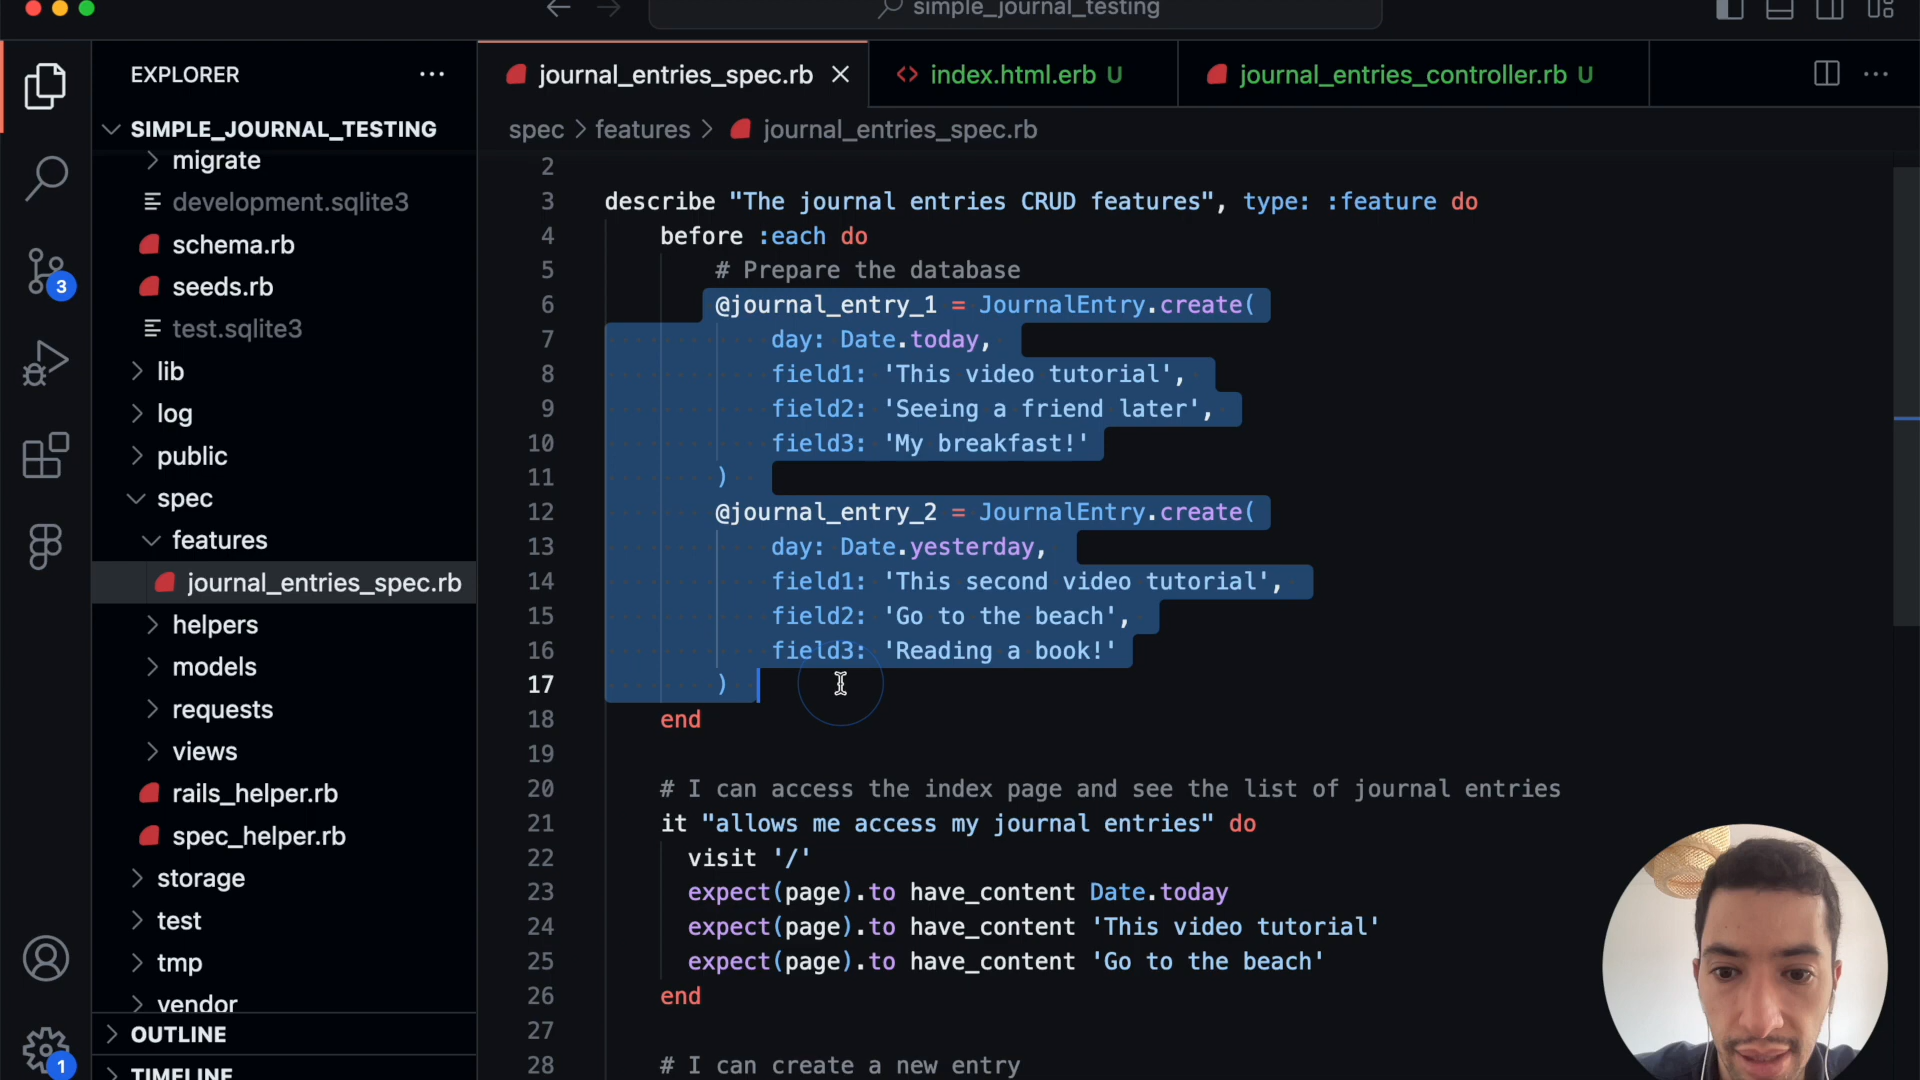 simple_journal_testing
EXPLORER
SIMPLE_JOURNAL_TESTING
migrate
development.sqlite3
schema.rb
seeds.rb
test.sqlite3
lib
log
public
spec
features
journal_entries_spec.rb
helpers
models
requests
views
rails_helper.rb
spec_helper.rb
storage
test
tmp
vendor
OUTLINE
TIMELINE
3
1
journal_entries_spec.rb
index.html.erb U
journal_entries_controller.rb U
spec > features > journal_entries_spec.rb
2
3 describe "The journal entries CRUD features", type: :feature do
4 before :each do
5 # Prepare the database
6 @journal_entry_1 = JournalEntry.create(
7 day: Date.today,
8 field1: 'This video tutorial',
9 field2: 'Seeing a friend later',
10 field3: 'My breakfast!'
11 )
12 @journal_entry_2 = JournalEntry.create(
13 day: Date.yesterday,
14 field1: 'This second video tutorial',
15 field2: 'Go to the beach',
16 field3: 'Reading a book!'
17 )
18 end
19
20 # I can access the index page and see the list of journal entries
21 it "allows me access my journal entries" do
22 visit '/'
23 expect(page).to have_content Date.today
24 expect(page).to have_content 'This video tutorial'
25 expect(page).to have_content 'Go to the beach'
26 end
27
28 # I can create a new entry